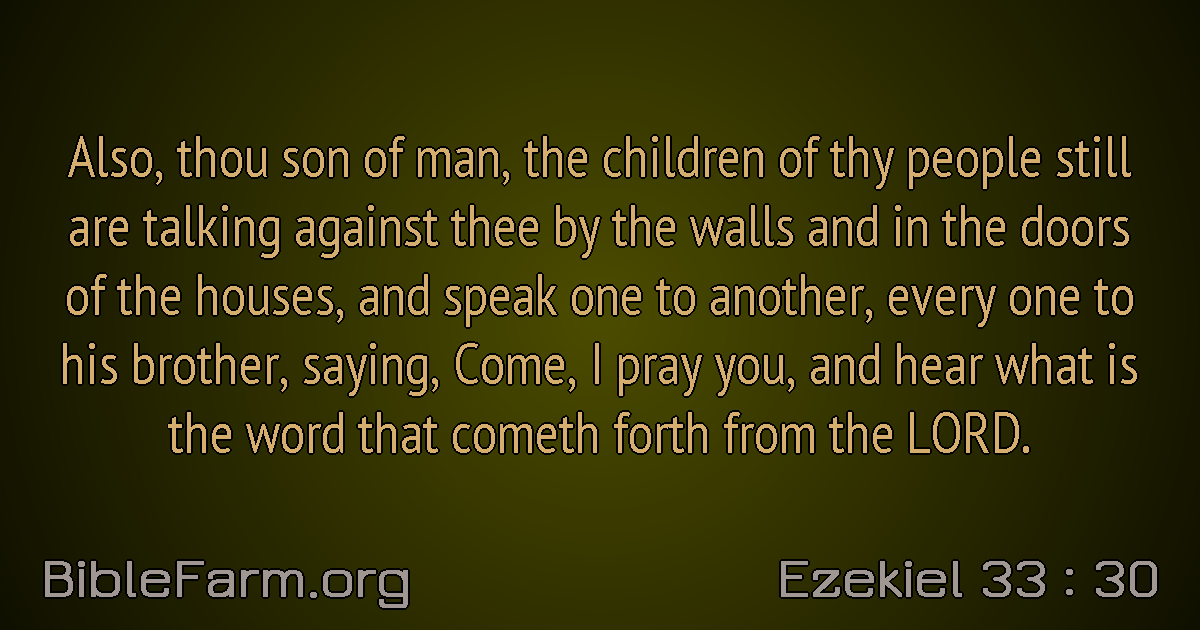 Also, thou son of man, the children of thy people still
are talking against thee by the walls and in the doors
of the houses, and speak one to another, every one to
his brother, saying, Come, I pray you, and hear what is
the word that cometh forth from the LORD.
BibleFarm.org
Ezekiel 33 : 30